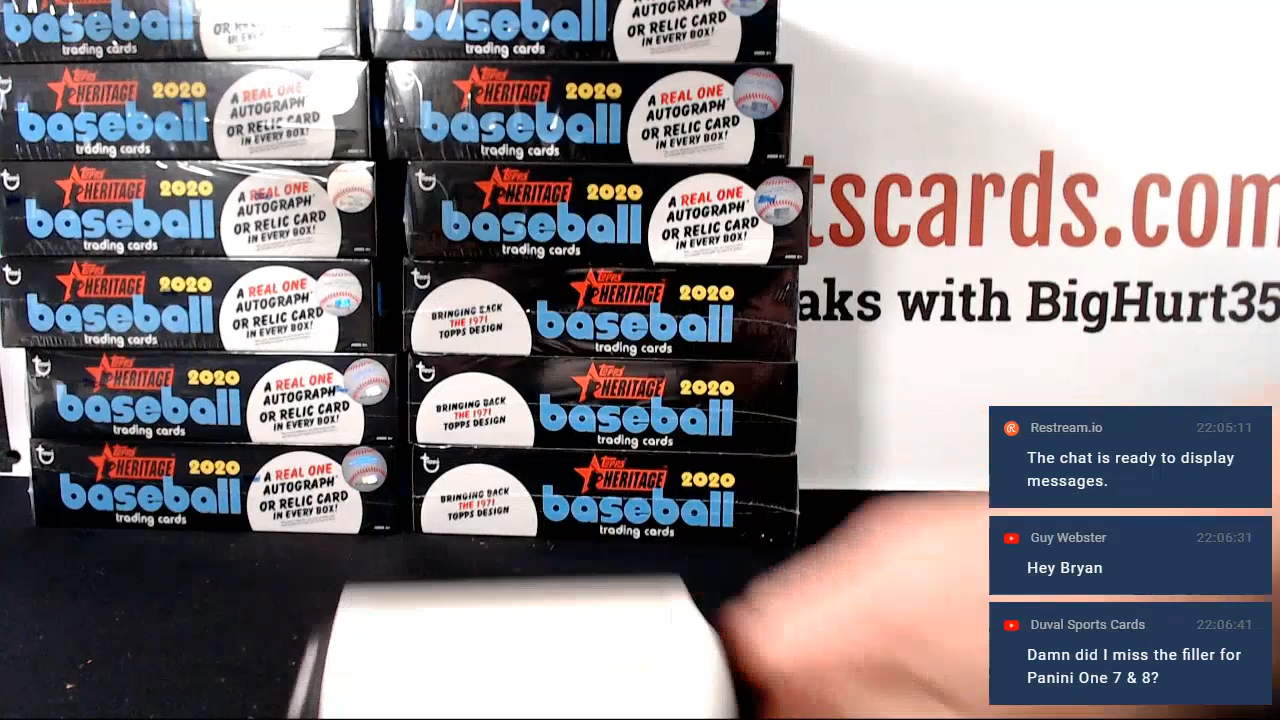 baseball
trading cards
OR RELIC CARD
baseball
trading cards
AUTOGRAPH
OR RELIC CARD
IN EVERY BOX!
Topps
HERITAGE 2020
baseball
trading cards
A REAL ONE
AUTOGRAPH
OR RELIC CARD
IN EVERY BOX!
Topps
HERITAGE 2020
baseball
trading cards
A REAL ONE
AUTOGRAPH
OR RELIC CARD
IN EVERY BOX!
Topps
HERITAGE 2020
baseball
trading cards
A REAL ONE
AUTOGRAPH
OR RELIC CARD
IN EVERY BOX!
Topps
HERITAGE 2020
baseball
trading cards
A REAL ONE
AUTOGRAPH
OR RELIC CARD
IN EVERY BOX!
Topps
HERITAGE 2020
baseball
trading cards
A REAL ONE
AUTOGRAPH
OR RELIC CARD
IN EVERY BOX!
BRINGING BACK
THE 1971
TOPPS DESIGN
Topps
HERITAGE 2020
baseball
trading cards
Topps
HERITAGE 2020
baseball
trading cards
A REAL ONE
AUTOGRAPH
OR RELIC CARD
IN EVERY BOX!
BRINGING BACK
THE 1971
TOPPS DESIGN
Topps
HERITAGE 2020
baseball
trading cards
Topps
HERITAGE 2020
baseball
trading cards
A REAL ONE
AUTOGRAPH
OR RELIC CARD
IN EVERY BOX!
BRINGING BACK
THE 1971
TOPPS DESIGN
Topps
HERITAGE 2020
baseball
trading cards
tscards.com
aks with BigHurt35
Restream.io 22:05:11
The chat is ready to display
messages.
Guy Webster 22:06:31
Hey Bryan
Duval Sports Cards 22:06:41
Damn did I miss the filler for
Panini One 7 & 8?